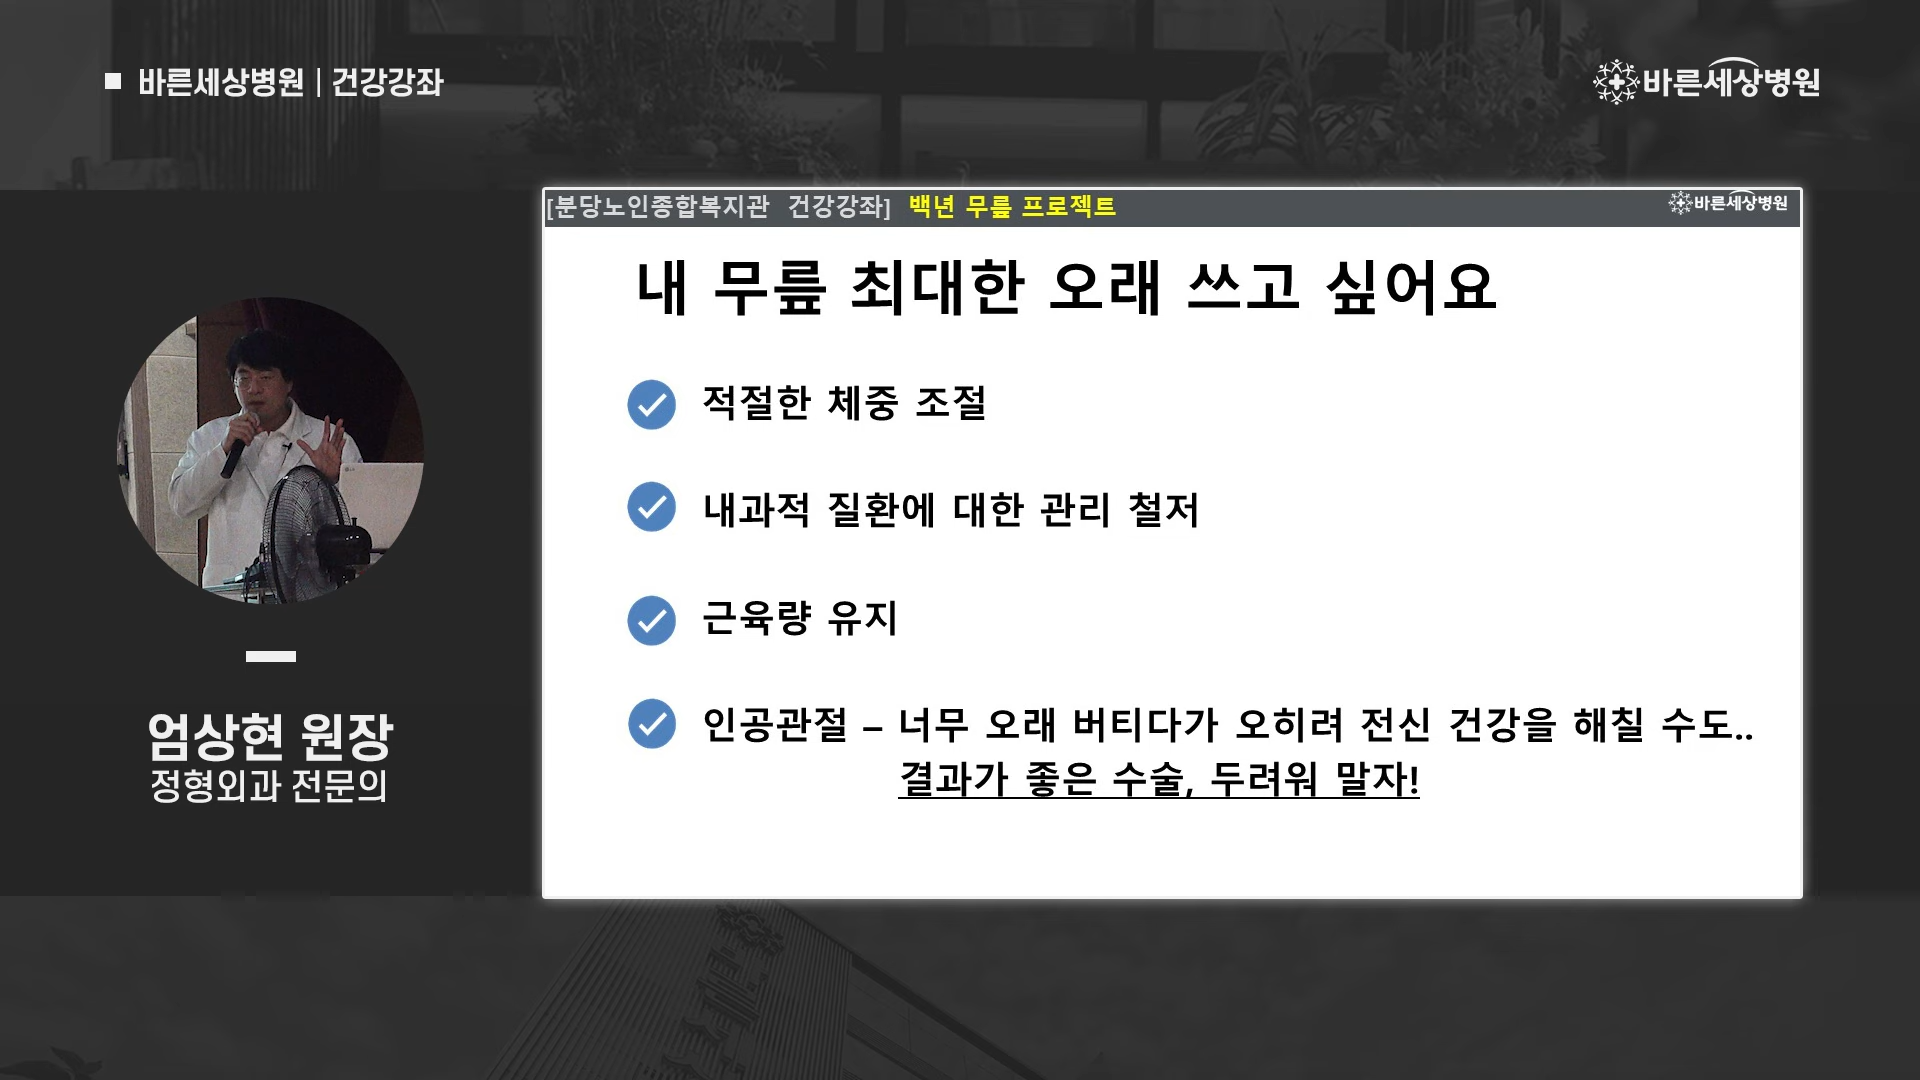 바른세상병원 | 건강강좌
바른세상병원
[분당노인종합복지관 건강강좌] 백년 무릎 프로젝트
바른세상병원
내 무릎 최대한 오래 쓰고 싶어요
적절한 체중 조절
내과적 질환에 대한 관리 철저
근육량 유지
인공관절 – 너무 오래 버티다가 오히려 전신 건강을 해칠 수도..
결과가 좋은 수술, 두려워 말자!
엄상현 원장
정형외과 전문의